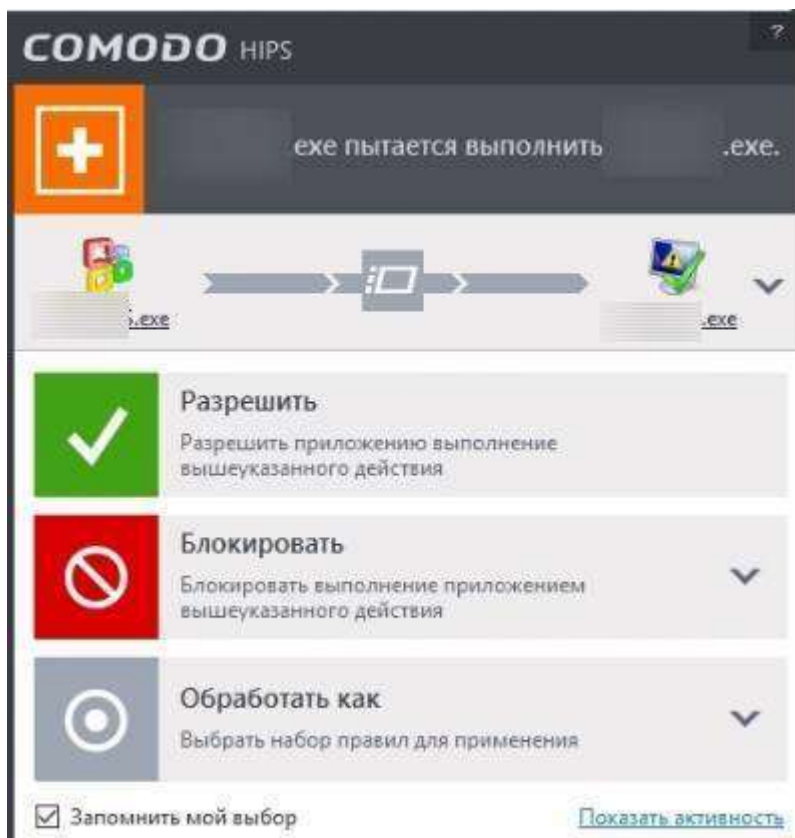 ?
COMODO HIPS
exe пытается выполнить .exe.
.exe
.exe
Разрешить
Разрешить приложению выполнение
вышеуказанного действия
Блокировать
Блокировать выполнение приложением
вышеуказанного действия
Обработать как
Выбрать набор правил для применения
Запомнить мой выбор
Показать активность